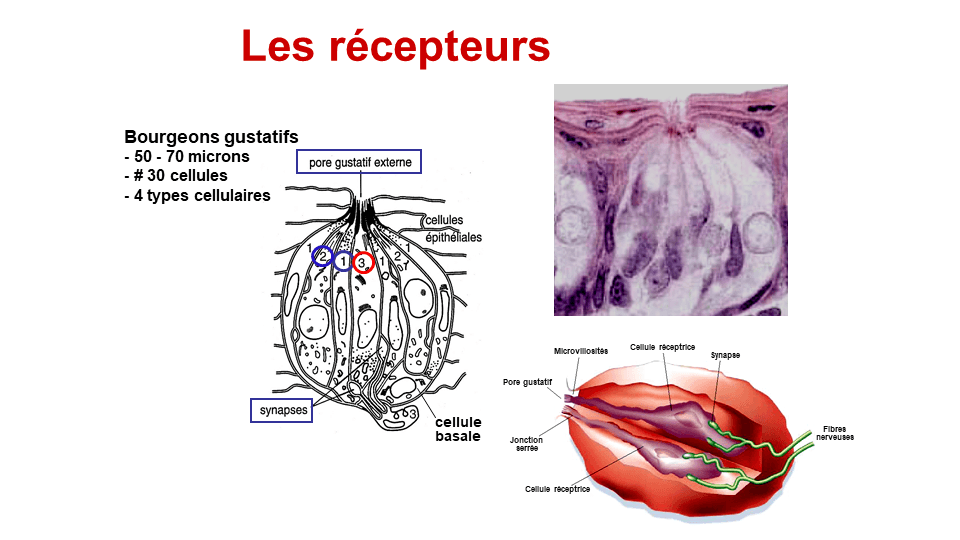 Les récepteurs
Bourgeons gustatifs
- 50 - 70 microns
- # 30 cellules
- 4 types cellulaires
pore gustatif externe
cellules
épithéliales
1
2
1
3
1
2
1
synapses
3
cellule
basale
Microvillosités
Cellule réceptrice
Synapse
Pore gustatif
Jonction
serrée
Fibres
nerveuses
Cellule réceptrice